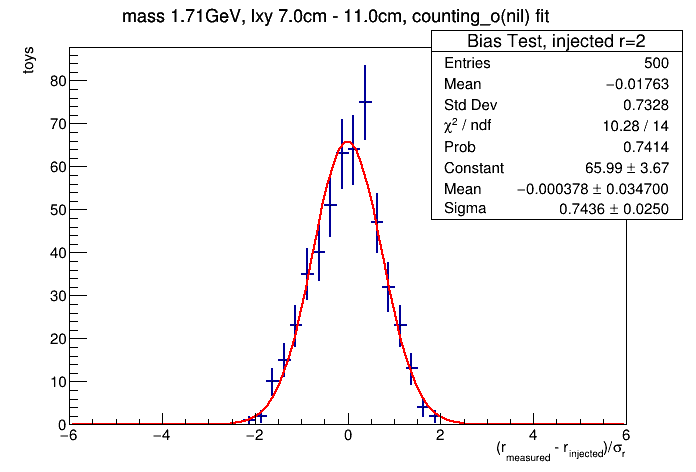 mass 1.71GeV, lxy 7.0cm - 11.0cm, counting_o(nil) fit
toys
Bias Test, injected r=2
Entries 500
Mean −0.01763
Std Dev 0.7328
χ² / ndf 10.28 / 14
Prob 0.7414
Constant 65.99 ± 3.67
Mean −0.000378 ± 0.034700
Sigma 0.7436 ± 0.0250
80
70
60
50
40
30
20
10
0
−6 −4 −2 0 2 4 6
(r_measured - r_injected)/σ_r